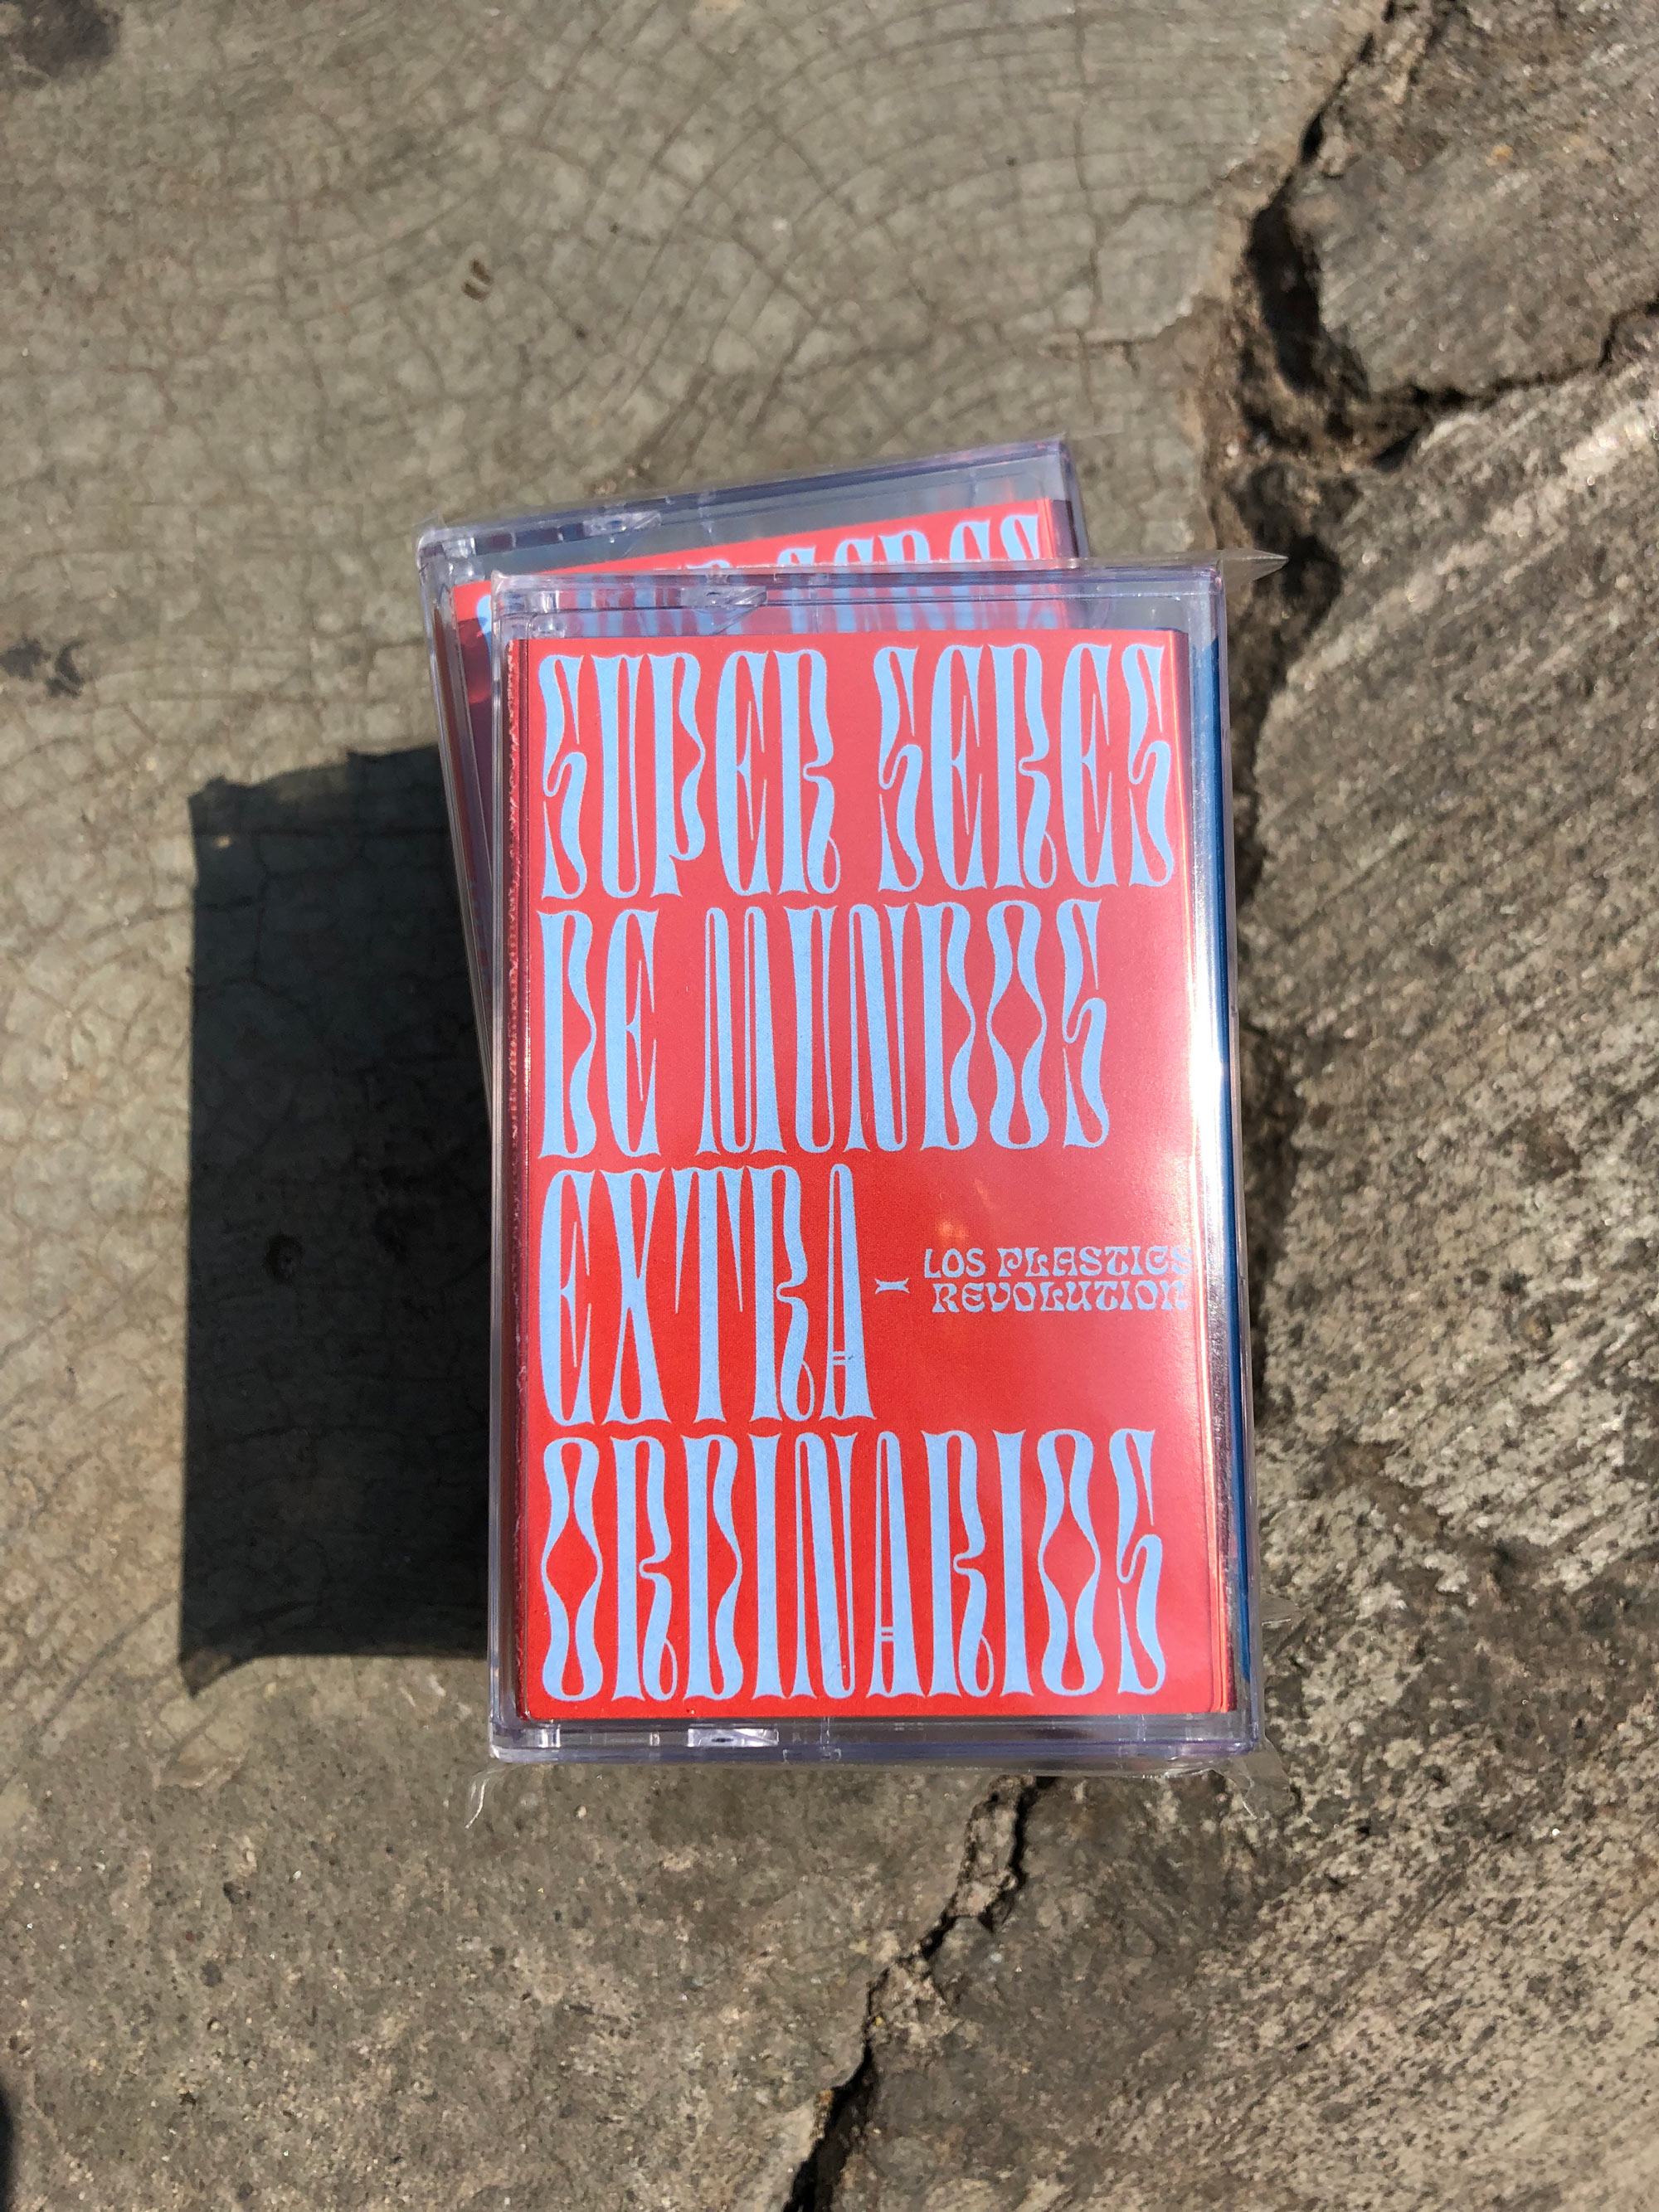 SUPER SERES
DE MUNDOS
EXTRA-
LOS PLASTICS
REVOLUTION
ORDINARIOS